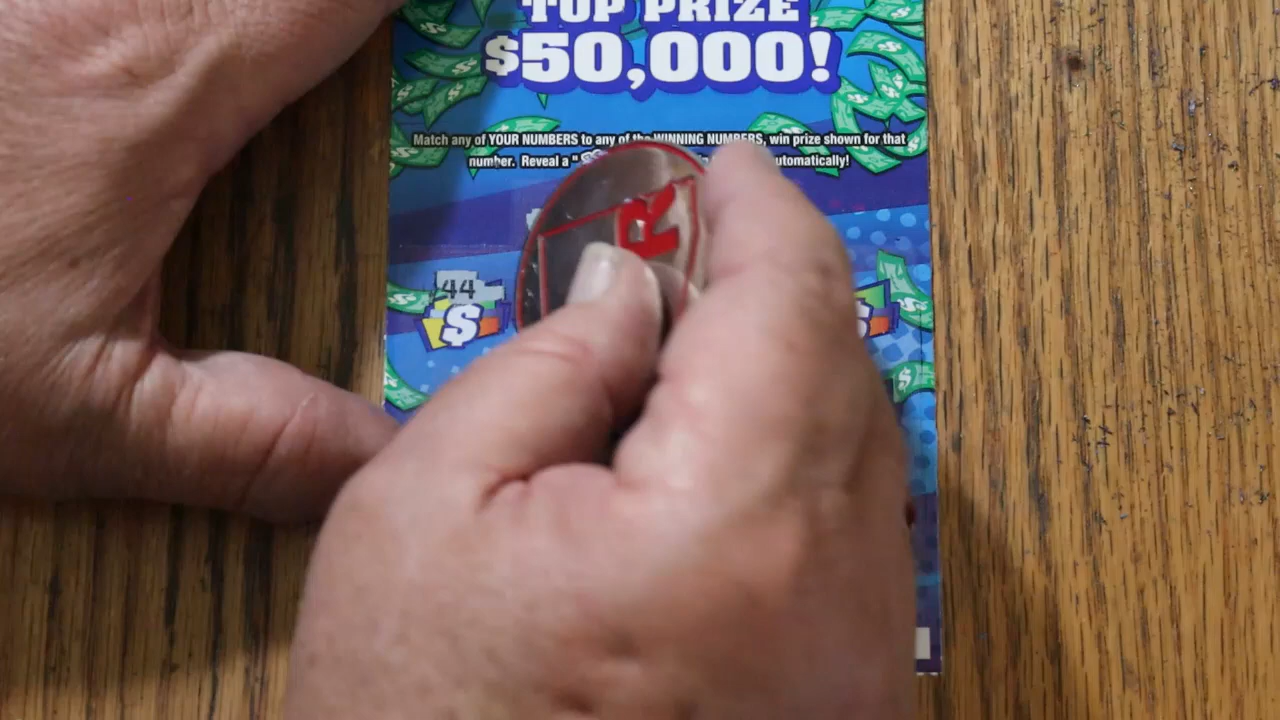 TOP PRIZE
$50,000!
Match any of YOUR NUMBERS to any of the WINNING NUMBERS, win prize shown for that
number. Reveal a " automatically!
R
44
$